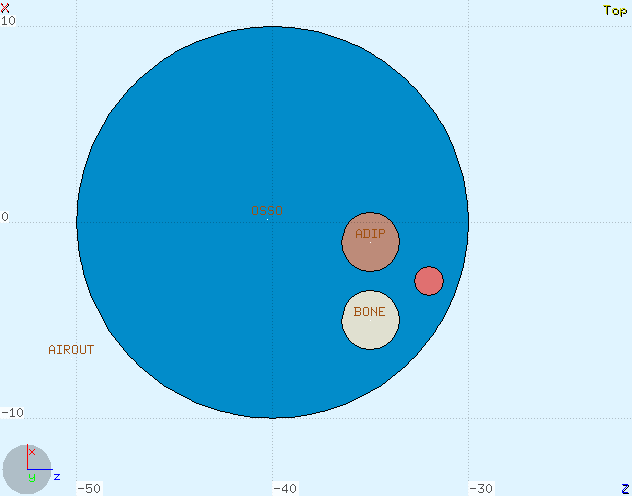 X
10
Top
CSSC
0
ADIP
BONE
AIROUT
-10
x
y
z
-50
-40
-30
Z